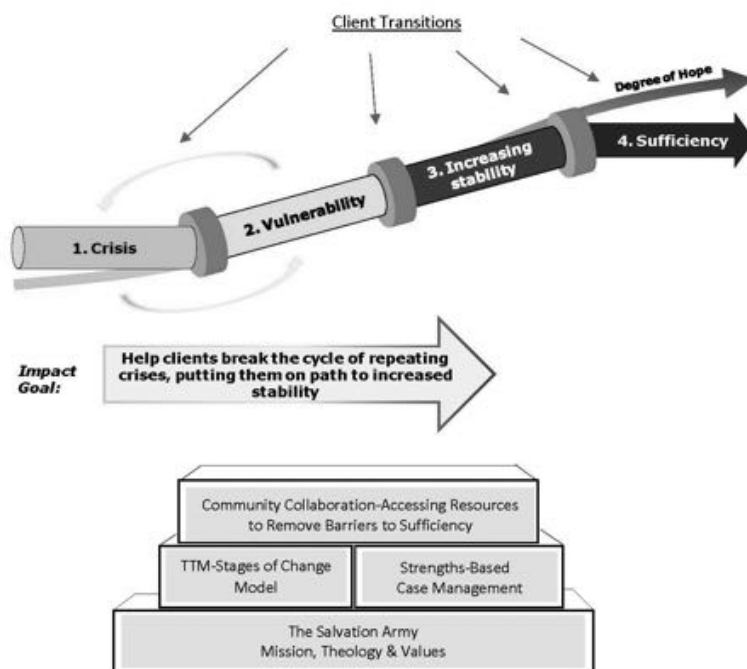 Client Transitions
Degree of Hope
4. Sufficiency
3. Increasing
stability
2. Vulnerability
1. Crisis
Impact
Goal:
Help clients break the cycle of repeating
crises, putting them on path to increased
stability
Community Collaboration-Accessing Resources
to Remove Barriers to Sufficiency
TTM-Stages of Change
Model
Strengths-Based
Case Management
The Salvation Army
Mission, Theology & Values